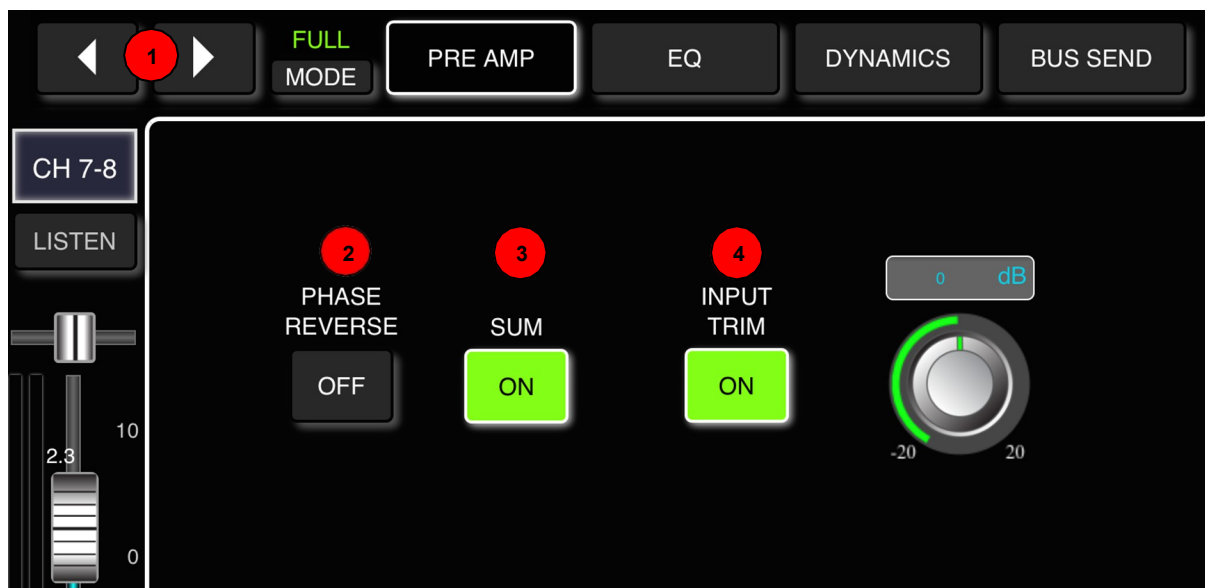 1
FULL
MODE
PRE AMP
EQ
DYNAMICS
BUS SEND
CH 7-8
LISTEN
2
3
4
PHASE
REVERSE
SUM
INPUT
TRIM
0 dB
OFF
ON
ON
-20
20
10
2.3
0